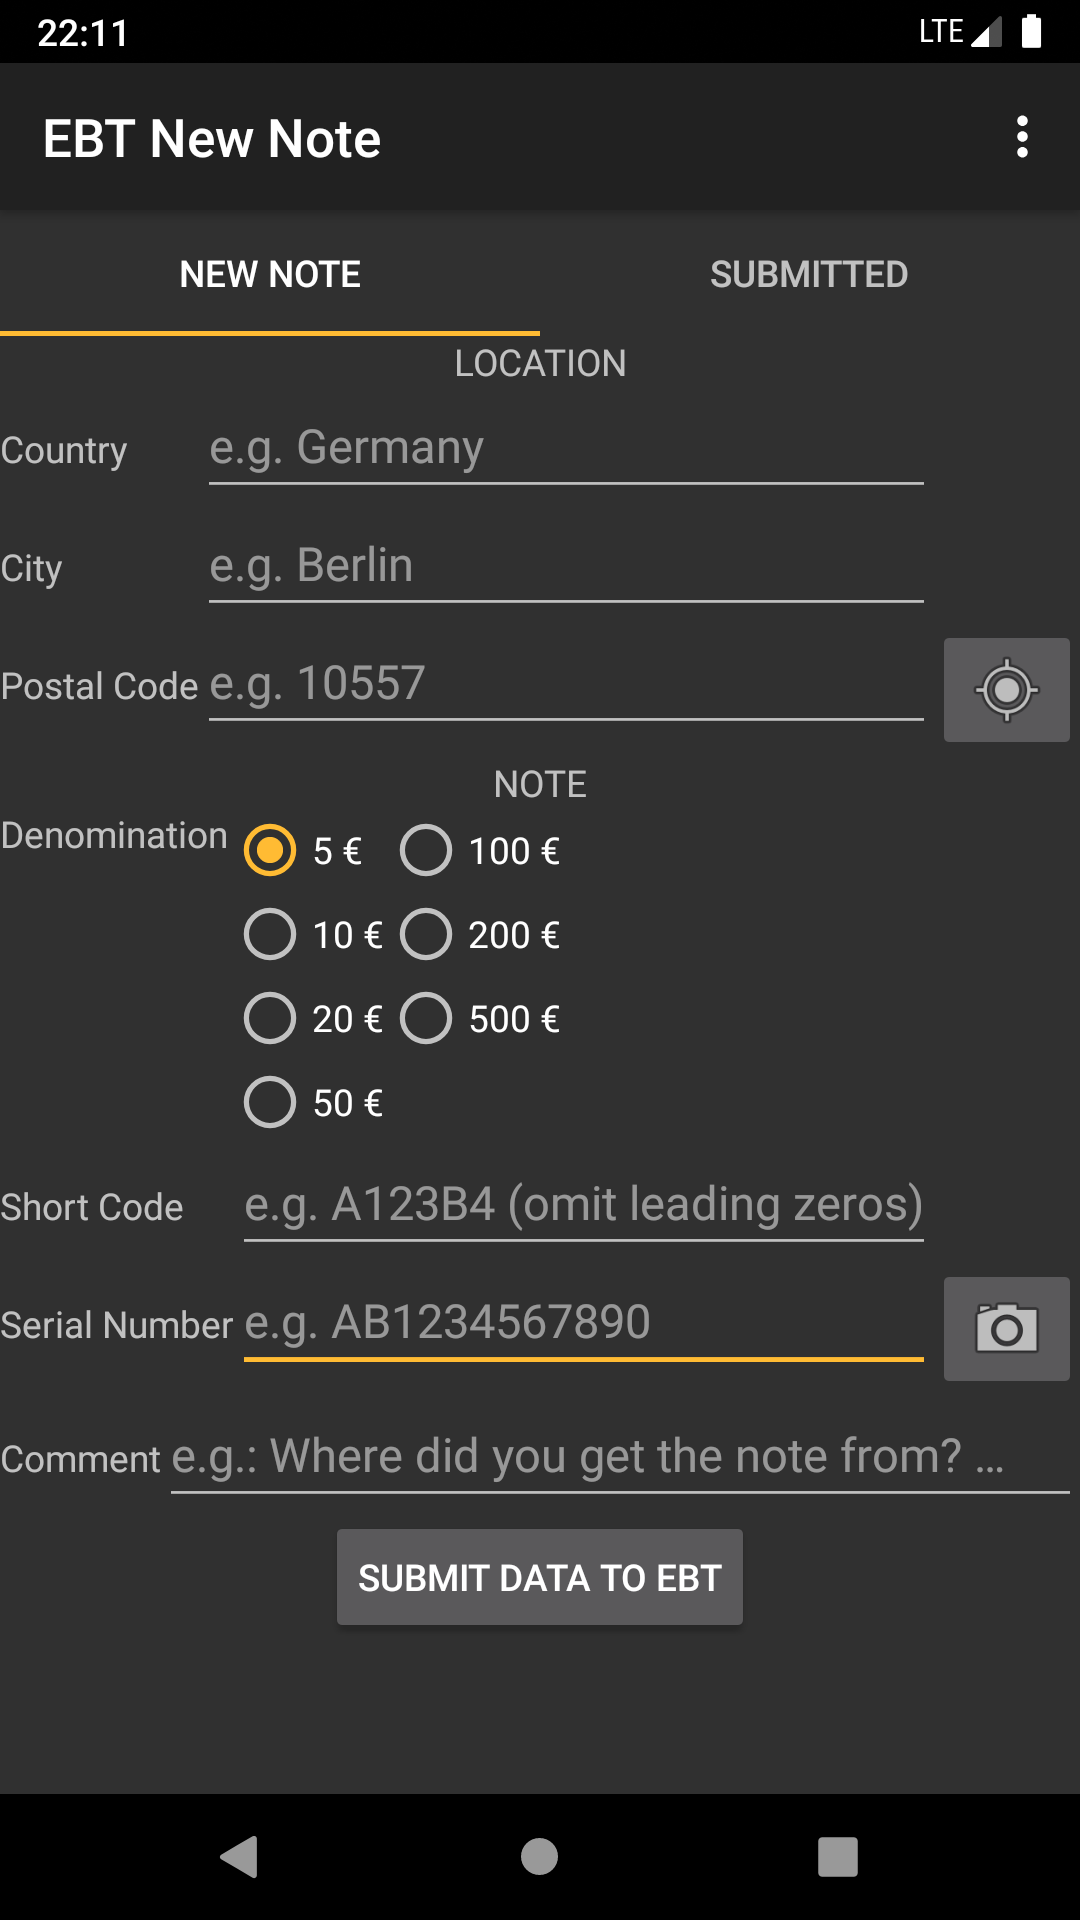 22:11 LTE
EBT New Note
NEW NOTE SUBMITTED
LOCATION
Country e.g. Germany
City e.g. Berlin
Postal Code e.g. 10557
NOTE
Denomination 5 € 100 €
10 € 200 €
20 € 500 €
50 €
Short Code e.g. A123B4 (omit leading zeros)
Serial Number e.g. AB1234567890
Comment e.g.: Where did you get the note from? ...
SUBMIT DATA TO EBT